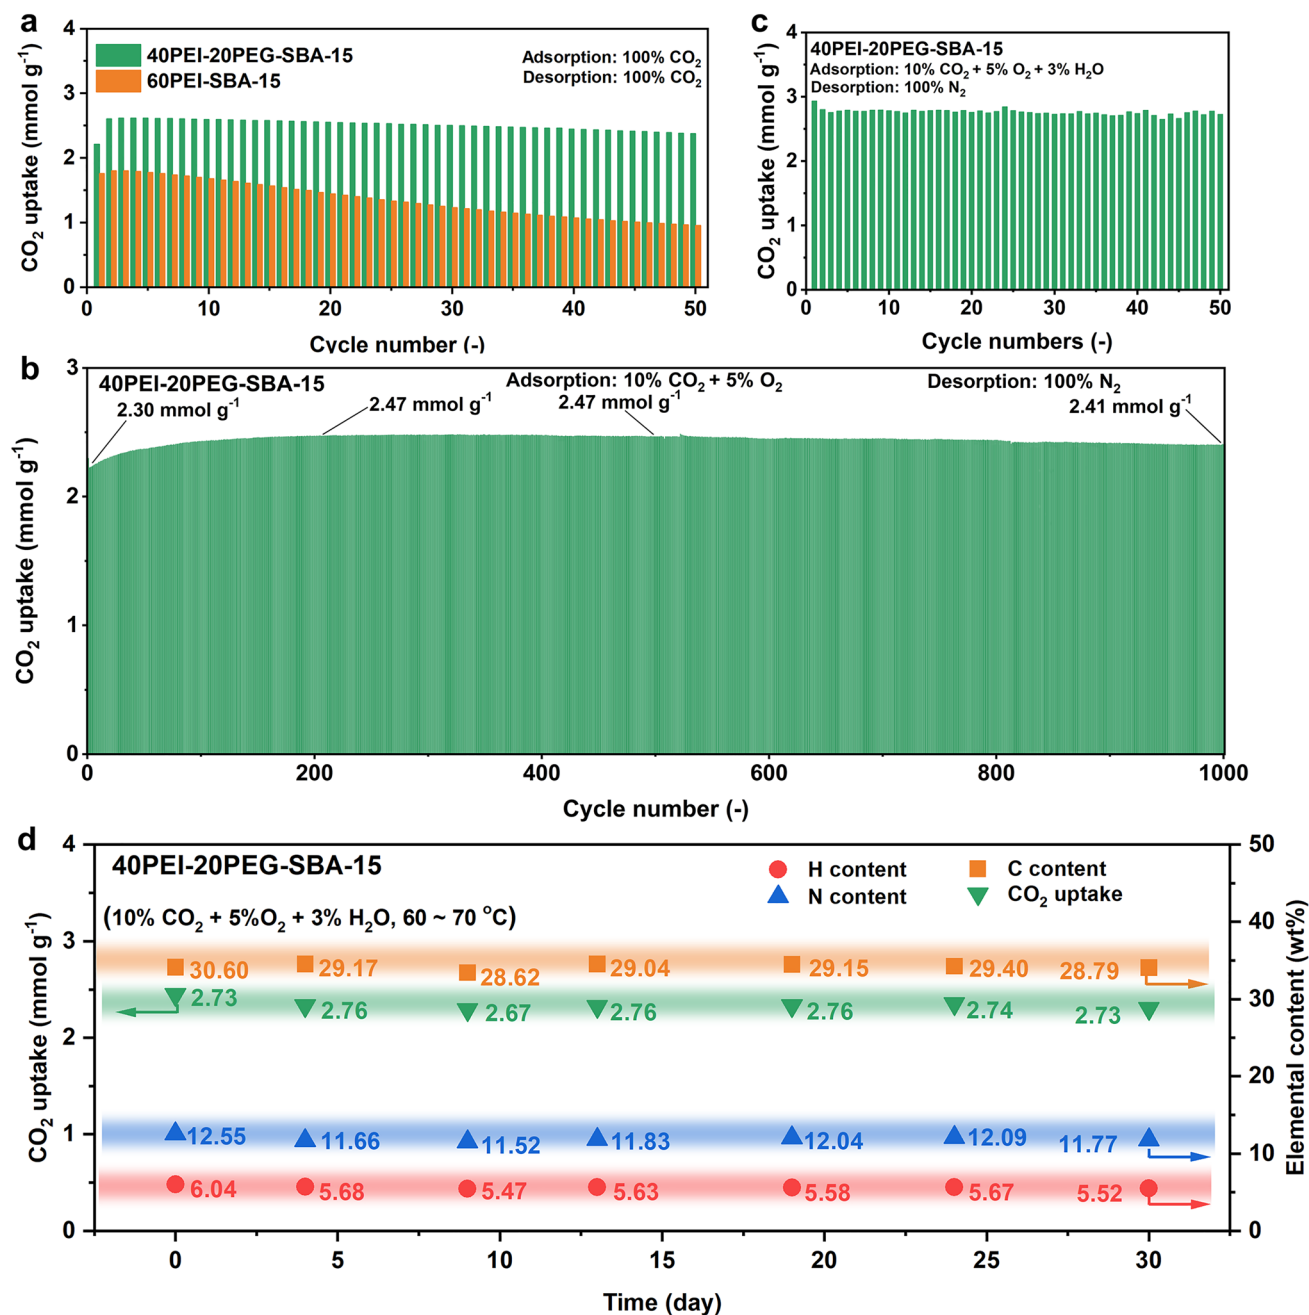 a
4
3
2
1
0
CO2 uptake (mmol g-1)
40PEI-20PEG-SBA-15
60PEI-SBA-15
Adsorption: 100% CO2
Desorption: 100% CO2
0 10 20 30 40 50
Cycle number (-)
c
4
3
2
1
0
CO2 uptake (mmol g-1)
40PEI-20PEG-SBA-15
Adsorption: 10% CO2 + 5% O2 + 3% H2O
Desorption: 100% N2
0 10 20 30 40 50
Cycle numbers (-)
b
3
2
1
0
CO2 uptake (mmol g-1)
40PEI-20PEG-SBA-15
Adsorption: 10% CO2 + 5% O2
Desorption: 100% N2
2.30 mmol g-1
2.47 mmol g-1
2.47 mmol g-1
2.41 mmol g-1
0 200 400 600 800 1000
Cycle number (-)
d
4
3
2
1
0
CO2 uptake (mmol g-1)
40PEI-20PEG-SBA-15
(10% CO2 + 5%O2 + 3% H2O, 60 ~ 70 oC)
H content
C content
N content
CO2 uptake
30.60 29.17 28.62 29.04 29.15 29.40 28.79
2.73 2.76 2.67 2.76 2.76 2.74 2.73
12.55 11.66 11.52 11.83 12.04 12.09 11.77
6.04 5.68 5.47 5.63 5.58 5.67 5.52
50
40
30
20
10
0
Elemental content (wt%)
0 5 10 15 20 25 30
Time (day)